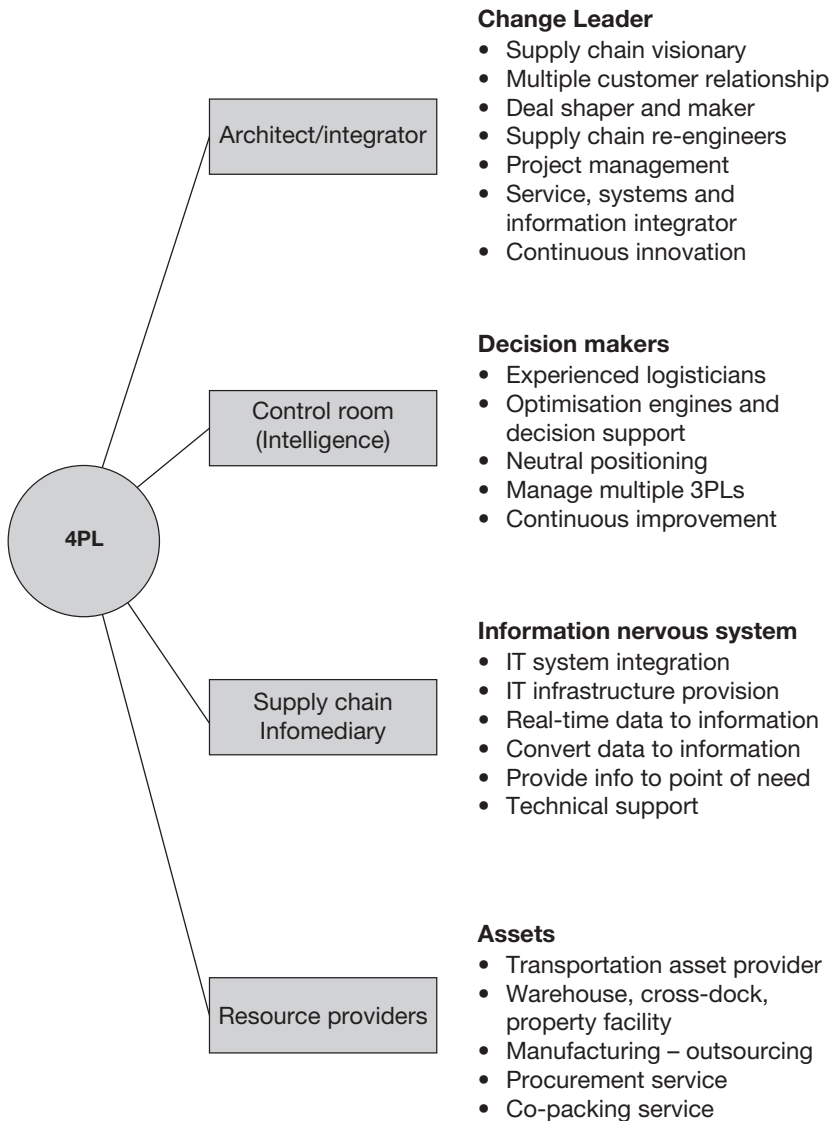 Change Leader
• Supply chain visionary
• Multiple customer relationship
• Deal shaper and maker
• Supply chain re-engineers
• Project management
• Service, systems and
information integrator
• Continuous innovation
Architect/integrator
Decision makers
• Experienced logisticians
• Optimisation engines and
decision support
• Neutral positioning
• Manage multiple 3PLs
• Continuous improvement
Control room
(Intelligence)
4PL
Information nervous system
• IT system integration
• IT infrastructure provision
• Real-time data to information
• Convert data to information
• Provide info to point of need
• Technical support
Supply chain
Infomediary
Assets
• Transportation asset provider
• Warehouse, cross-dock,
property facility
• Manufacturing – outsourcing
• Procurement service
• Co-packing service
Resource providers